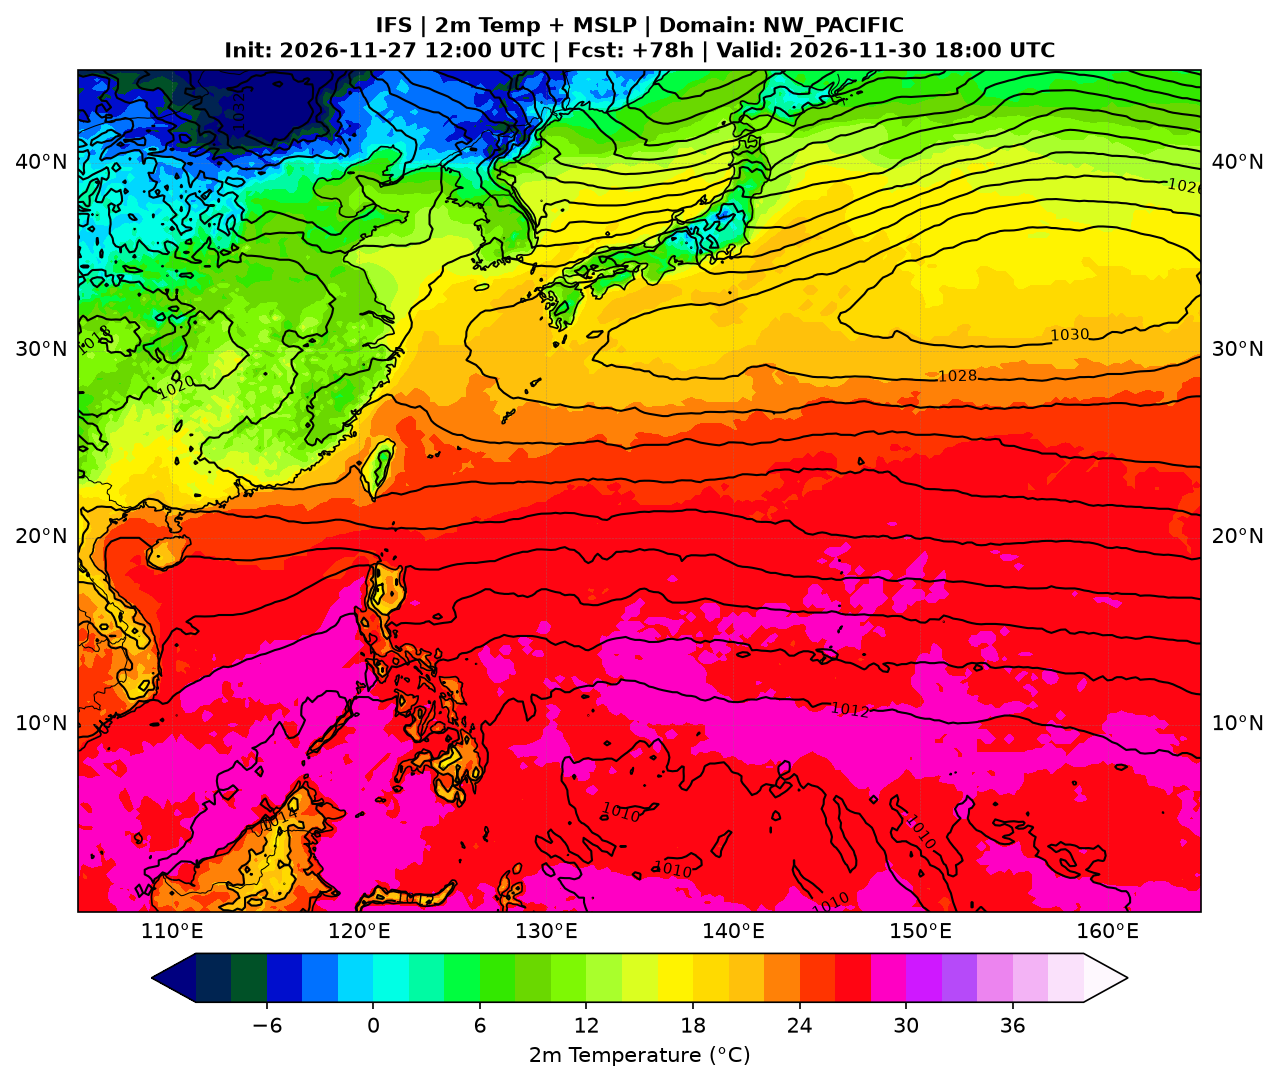 IFS | 2m Temp + MSLP | Domain: NW_PACIFIC
Init: 2026-11-27 12:00 UTC | Fcst: +78h | Valid: 2026-11-30 18:00 UTC
40°N
40°N
1026
1018
1030
30°N
30°N
1028
1020
20°N
20°N
10°N
10°N
1012
1014
1010
1010
1010
1010
110°E 120°E 130°E 140°E 150°E 160°E
−6 0 6 12 18 24 30 36
2m Temperature (°C)